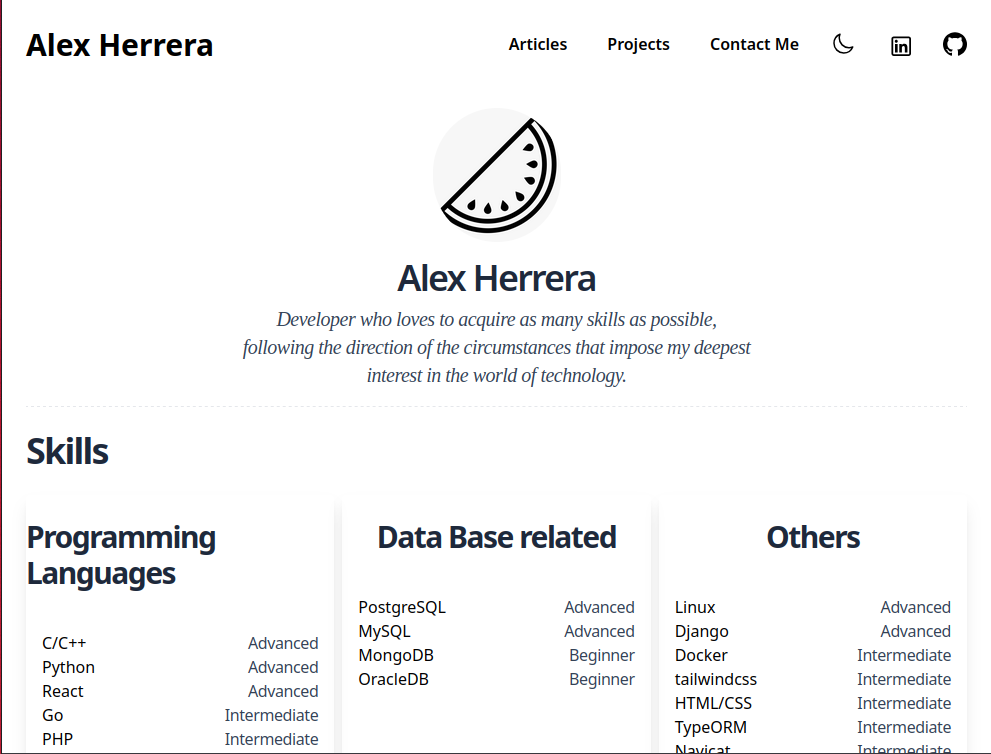 Alex Herrera
Articles Projects Contact Me
Alex Herrera
Developer who loves to acquire as many skills as possible,
following the direction of the circumstances that impose my deepest
interest in the world of technology.
Skills
Programming
Languages
C/C++ Advanced
Python Advanced
React Advanced
Go Intermediate
PHP Intermediate
Data Base related
PostgreSQL Advanced
MySQL Advanced
MongoDB Beginner
OracleDB Beginner
Others
Linux Advanced
Django Advanced
Docker Intermediate
tailwindcss Intermediate
HTML/CSS Intermediate
TypeORM Intermediate
Navicat Intermediate